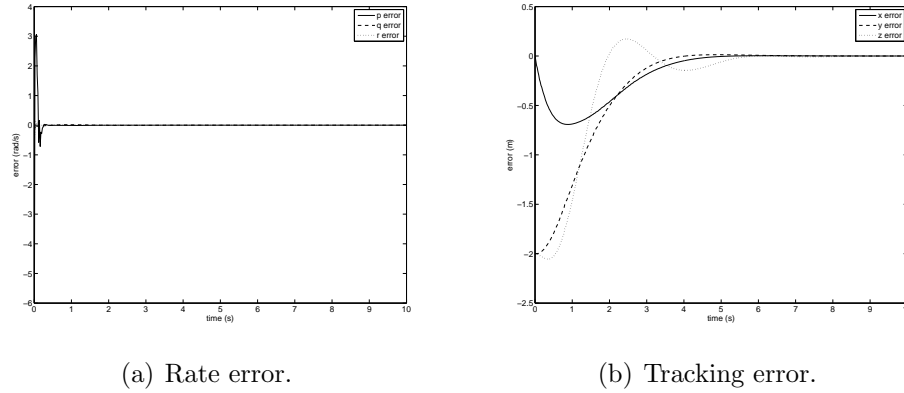 4
3
2
1
0
−1
−2
−3
−4
−5
−6
error (rad/s)
0 1 2 3 4 5 6 7 8 9 10
time (s)
p error
q error
r error
(a) Rate error.
0.5
0
−0.5
−1
−1.5
−2
−2.5
error (m)
0 1 2 3 4 5 6 7 8 9
time (s)
x error
y error
z error
(b) Tracking error.